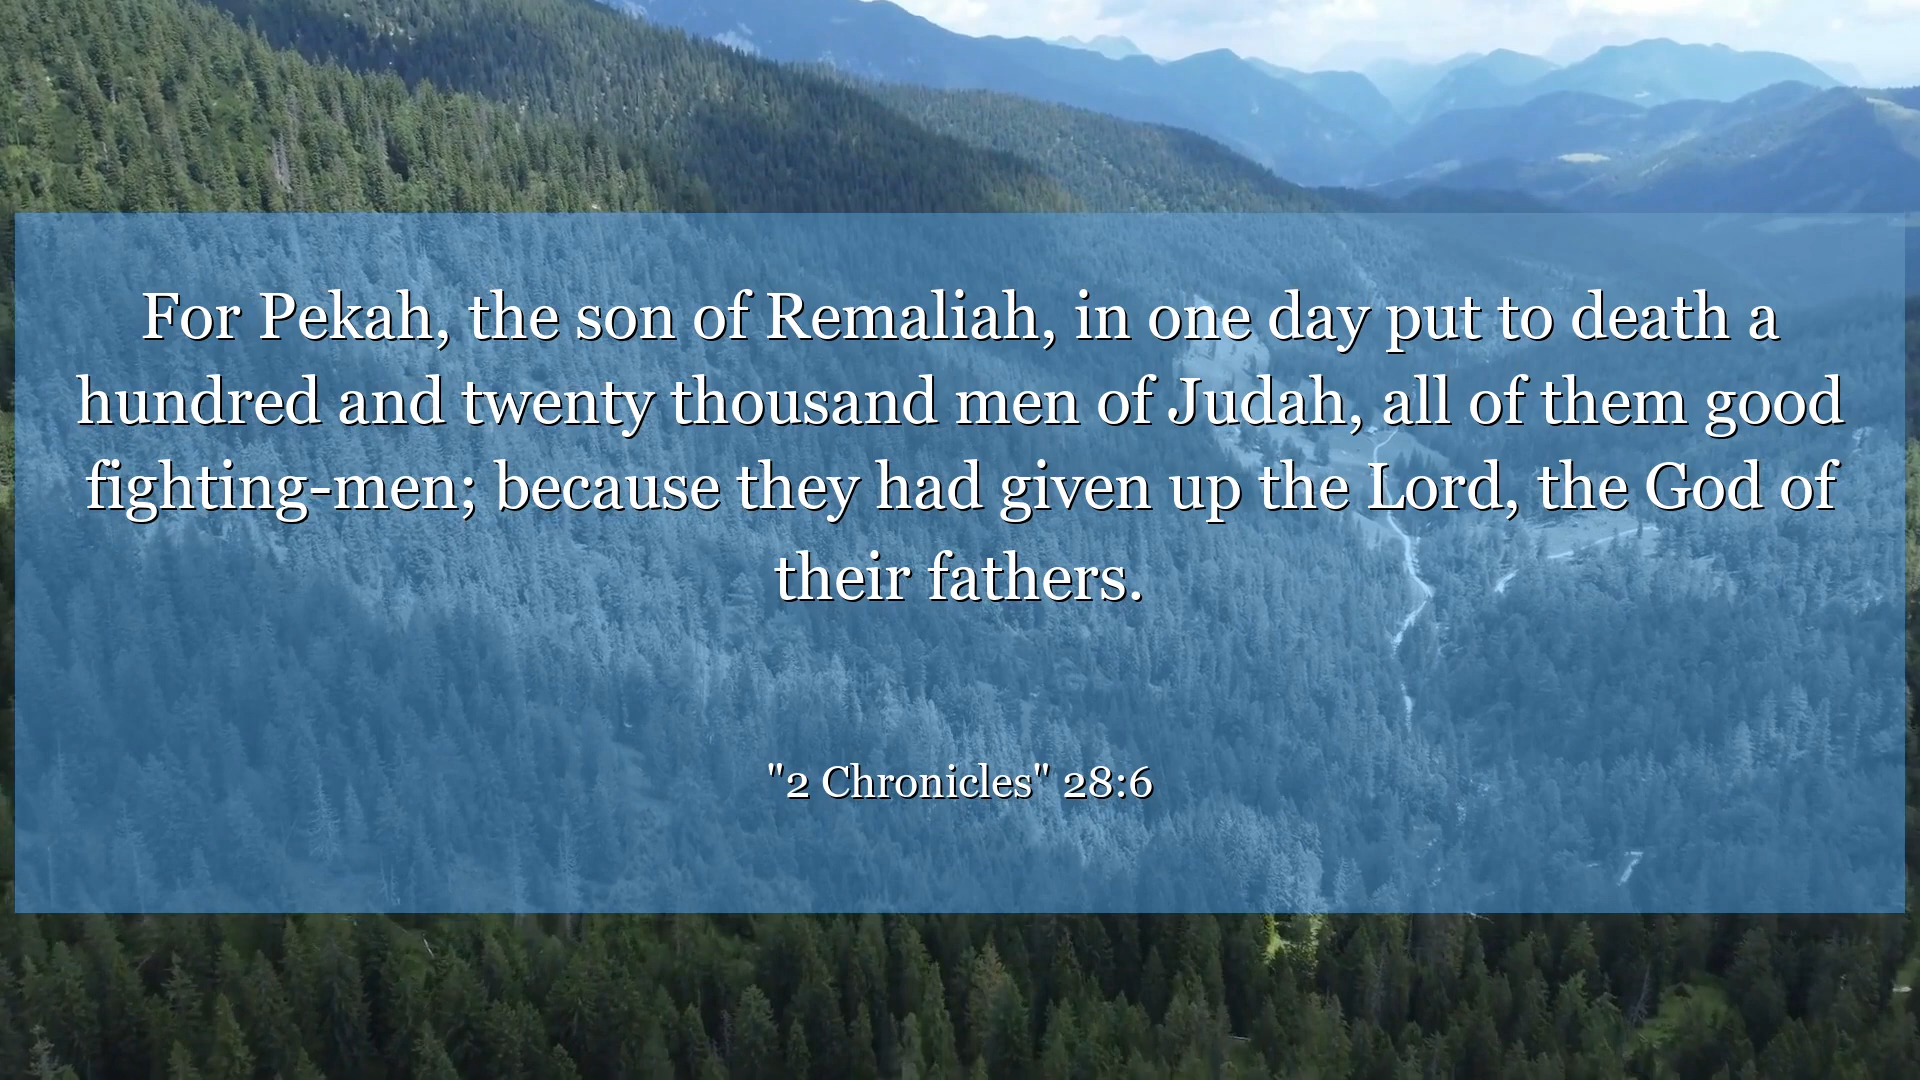 For Pekah, the son of Remaliah, in one day put to death a
hundred and twenty thousand men of Judah, all of them good
fighting-men; because they had given up the Lord, the God of
their fathers.
"2 Chronicles" 28:6